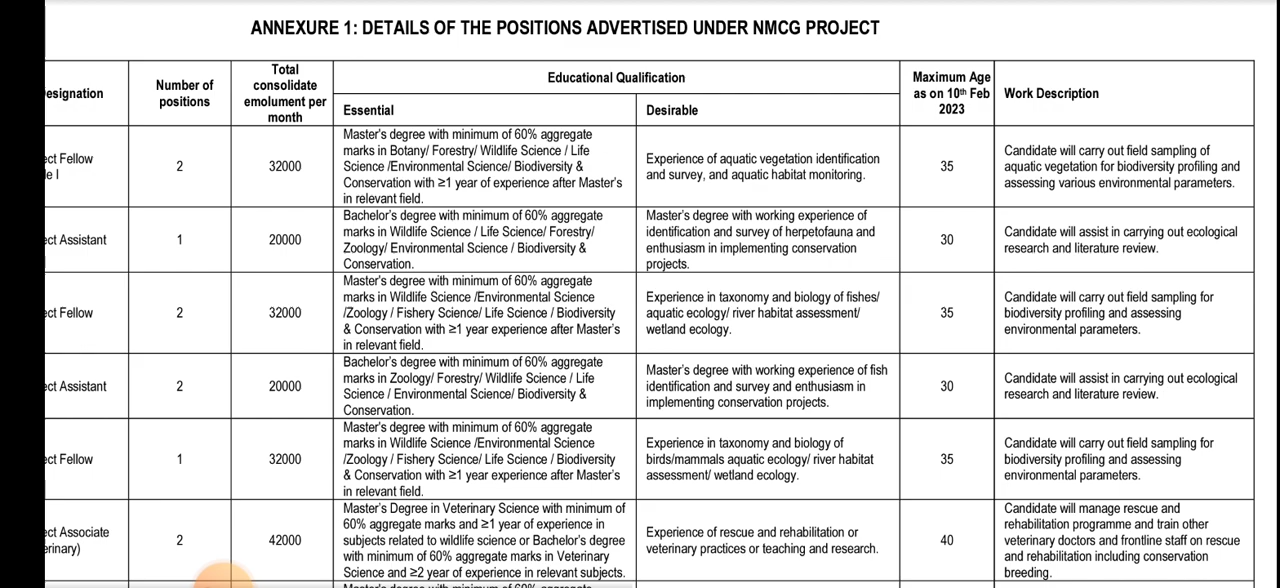 ANNEXURE 1: DETAILS OF THE POSITIONS ADVERTISED UNDER NMCG PROJECT
esignation
Number of
positions
Total
consolidate
emolument per
month
Educational Qualification
Essential
Desirable
Maximum Age
as on 10th Feb
2023
Work Description
ect Fellow
le I
2
32000
Master's degree with minimum of 60% aggregate
marks in Botany/ Forestry/ Wildlife Science / Life
Science /Environmental Science/ Biodiversity &
Conservation with ≥1 year of experience after Master's
in relevant field.
Experience of aquatic vegetation identification
and survey, and aquatic habitat monitoring.
35
Candidate will carry out field sampling of
aquatic vegetation for biodiversity profiling and
assessing various environmental parameters.
ect Assistant
1
20000
Bachelor's degree with minimum of 60% aggregate
marks in Wildlife Science / Life Science/ Forestry/
Zoology/ Environmental Science / Biodiversity &
Conservation.
Master's degree with working experience of
identification and survey of herpetofauna and
enthusiasm in implementing conservation
projects.
30
Candidate will assist in carrying out ecological
research and literature review.
ect Fellow
2
32000
Master's degree with minimum of 60% aggregate
marks in Wildlife Science /Environmental Science
/Zoology / Fishery Science/ Life Science / Biodiversity
& Conservation with ≥1 year experience after Master's
in relevant field.
Experience in taxonomy and biology of fishes/
aquatic ecology/ river habitat assessment/
wetland ecology.
35
Candidate will carry out field sampling for
biodiversity profiling and assessing
environmental parameters.
ect Assistant
2
20000
Bachelor's degree with minimum of 60% aggregate
marks in Zoology/ Forestry/ Wildlife Science / Life
Science / Environmental Science/ Biodiversity &
Conservation.
Master's degree with working experience of fish
identification and survey and enthusiasm in
implementing conservation projects.
30
Candidate will assist in carrying out ecological
research and literature review.
ect Fellow
1
32000
Master's degree with minimum of 60% aggregate
marks in Wildlife Science /Environmental Science
/Zoology / Fishery Science/ Life Science / Biodiversity
& Conservation with ≥1 year experience after Master's
in relevant field.
Experience in taxonomy and biology of
birds/mammals aquatic ecology/ river habitat
assessment/ wetland ecology.
35
Candidate will carry out field sampling for
biodiversity profiling and assessing
environmental parameters.
ect Associate
erinary)
2
42000
Master's Degree in Veterinary Science with minimum of
60% aggregate marks and ≥1 year of experience in
subjects related to wildlife science or Bachelor's degree
with minimum of 60% aggregate marks in Veterinary
Science and ≥2 year of experience in relevant subjects.
Experience of rescue and rehabilitation or
veterinary practices or teaching and research.
40
Candidate will manage rescue and
rehabilitation programme and train other
veterinary doctors and frontline staff on rescue
and rehabilitation including conservation
breeding.